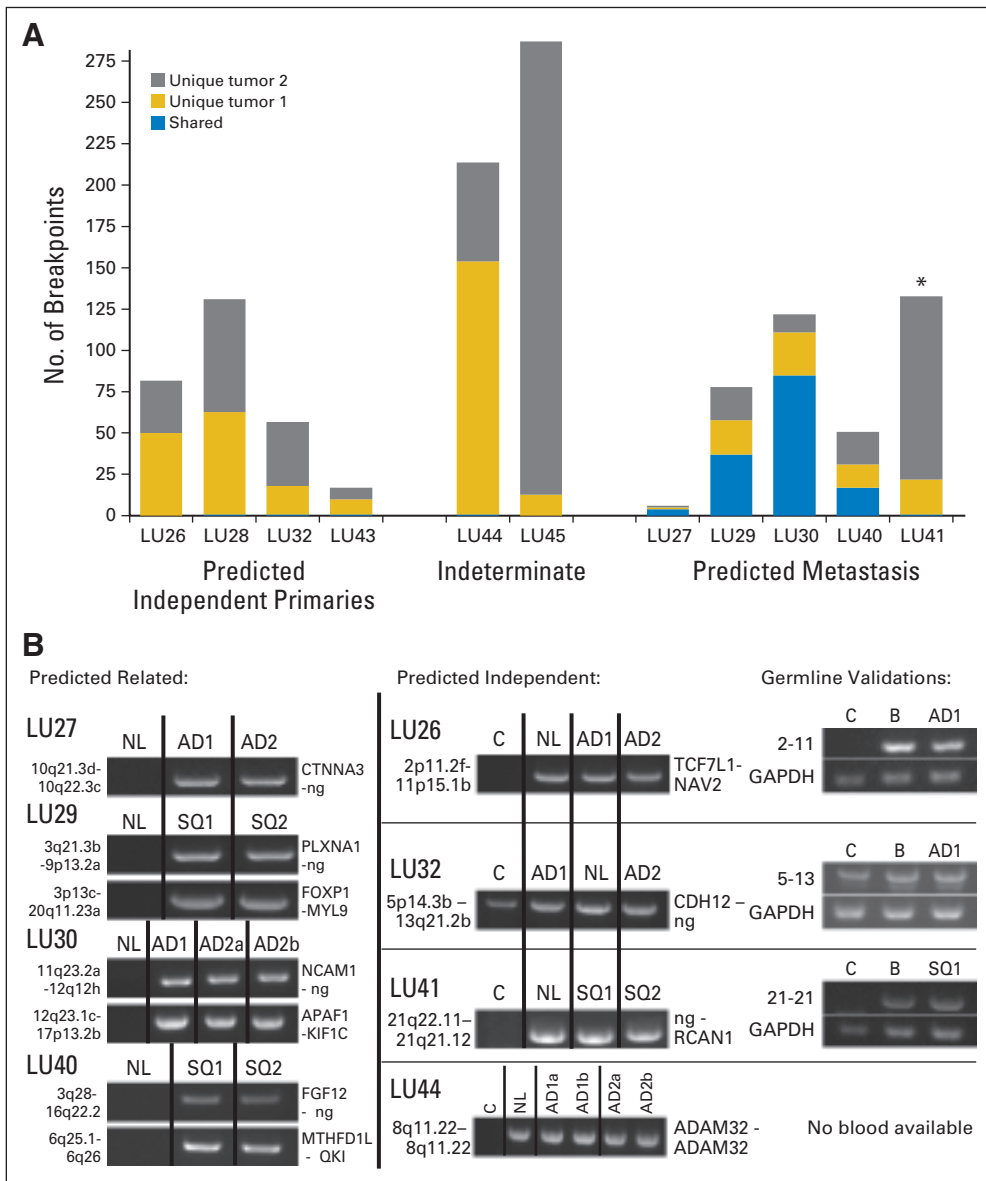 A
No. of Breakpoints
275
250
225
200
175
150
125
100
75
50
25
0
Unique tumor 2
Unique tumor 1
Shared
*
LU26 LU28 LU32 LU43 LU44 LU45 LU27 LU29 LU30 LU40 LU41
Predicted
Independent Primaries
Indeterminate
Predicted Metastasis
B
Predicted Related:
LU27
NL AD1 AD2
10q21.3d-
10q22.3c
CTNNA3
-ng
LU29
NL SQ1 SQ2
3q21.3b
-9p13.2a
PLXNA1
-ng
3p13c-
20q11.23a
FOXP1
-MYL9
LU30
NL AD1 AD2a AD2b
11q23.2a
-12q12h
NCAM1
- ng
12q23.1c-
17p13.2b
APAF1
-KIF1C
LU40
NL SQ1 SQ2
3q28-
16q22.2
FGF12
- ng
6q25.1-
6q26
MTHFD1L
- QKI
Predicted Independent:
LU26
C NL AD1 AD2
2p11.2f-
11p15.1b
TCF7L1-
NAV2
LU32
C AD1 NL AD2
5p14.3b –
13q21.2b
CDH12 –
ng
LU41
C NL SQ1 SQ2
21q22.11–
21q21.12
ng -
RCAN1
LU44
C NL AD1a AD1b AD2a AD2b
8q11.22–
8q11.22
ADAM32 -
ADAM32
Germline Validations:
C B AD1
2-11
GAPDH
C B AD1
5-13
GAPDH
C B SQ1
21-21
GAPDH
No blood available